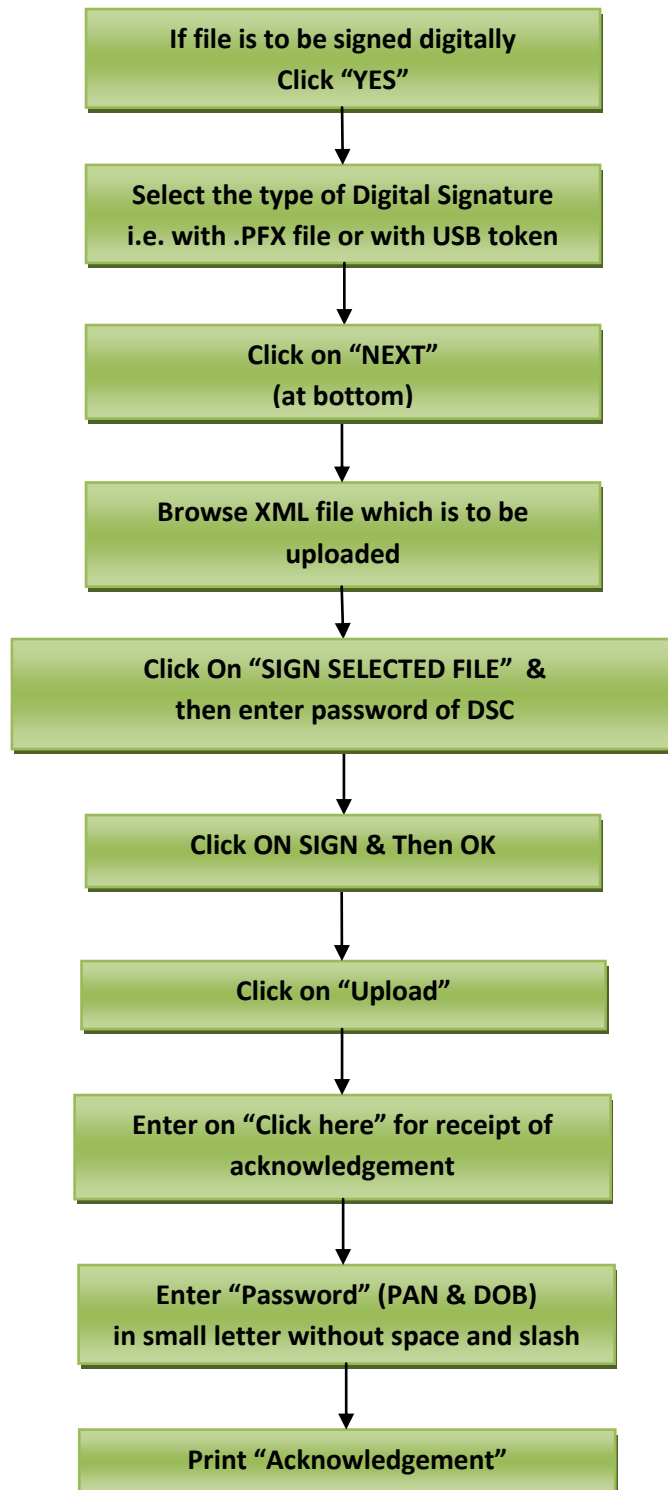 If file is to be signed digitally
Click “YES”
Select the type of Digital Signature
i.e. with .PFX file or with USB token
Click on “NEXT”
(at bottom)
Browse XML file which is to be
uploaded
Click On “SIGN SELECTED FILE” &
then enter password of DSC
Click ON SIGN & Then OK
Click on “Upload”
Enter on “Click here” for receipt of
acknowledgement
Enter “Password” (PAN & DOB)
in small letter without space and slash
Print “Acknowledgement”